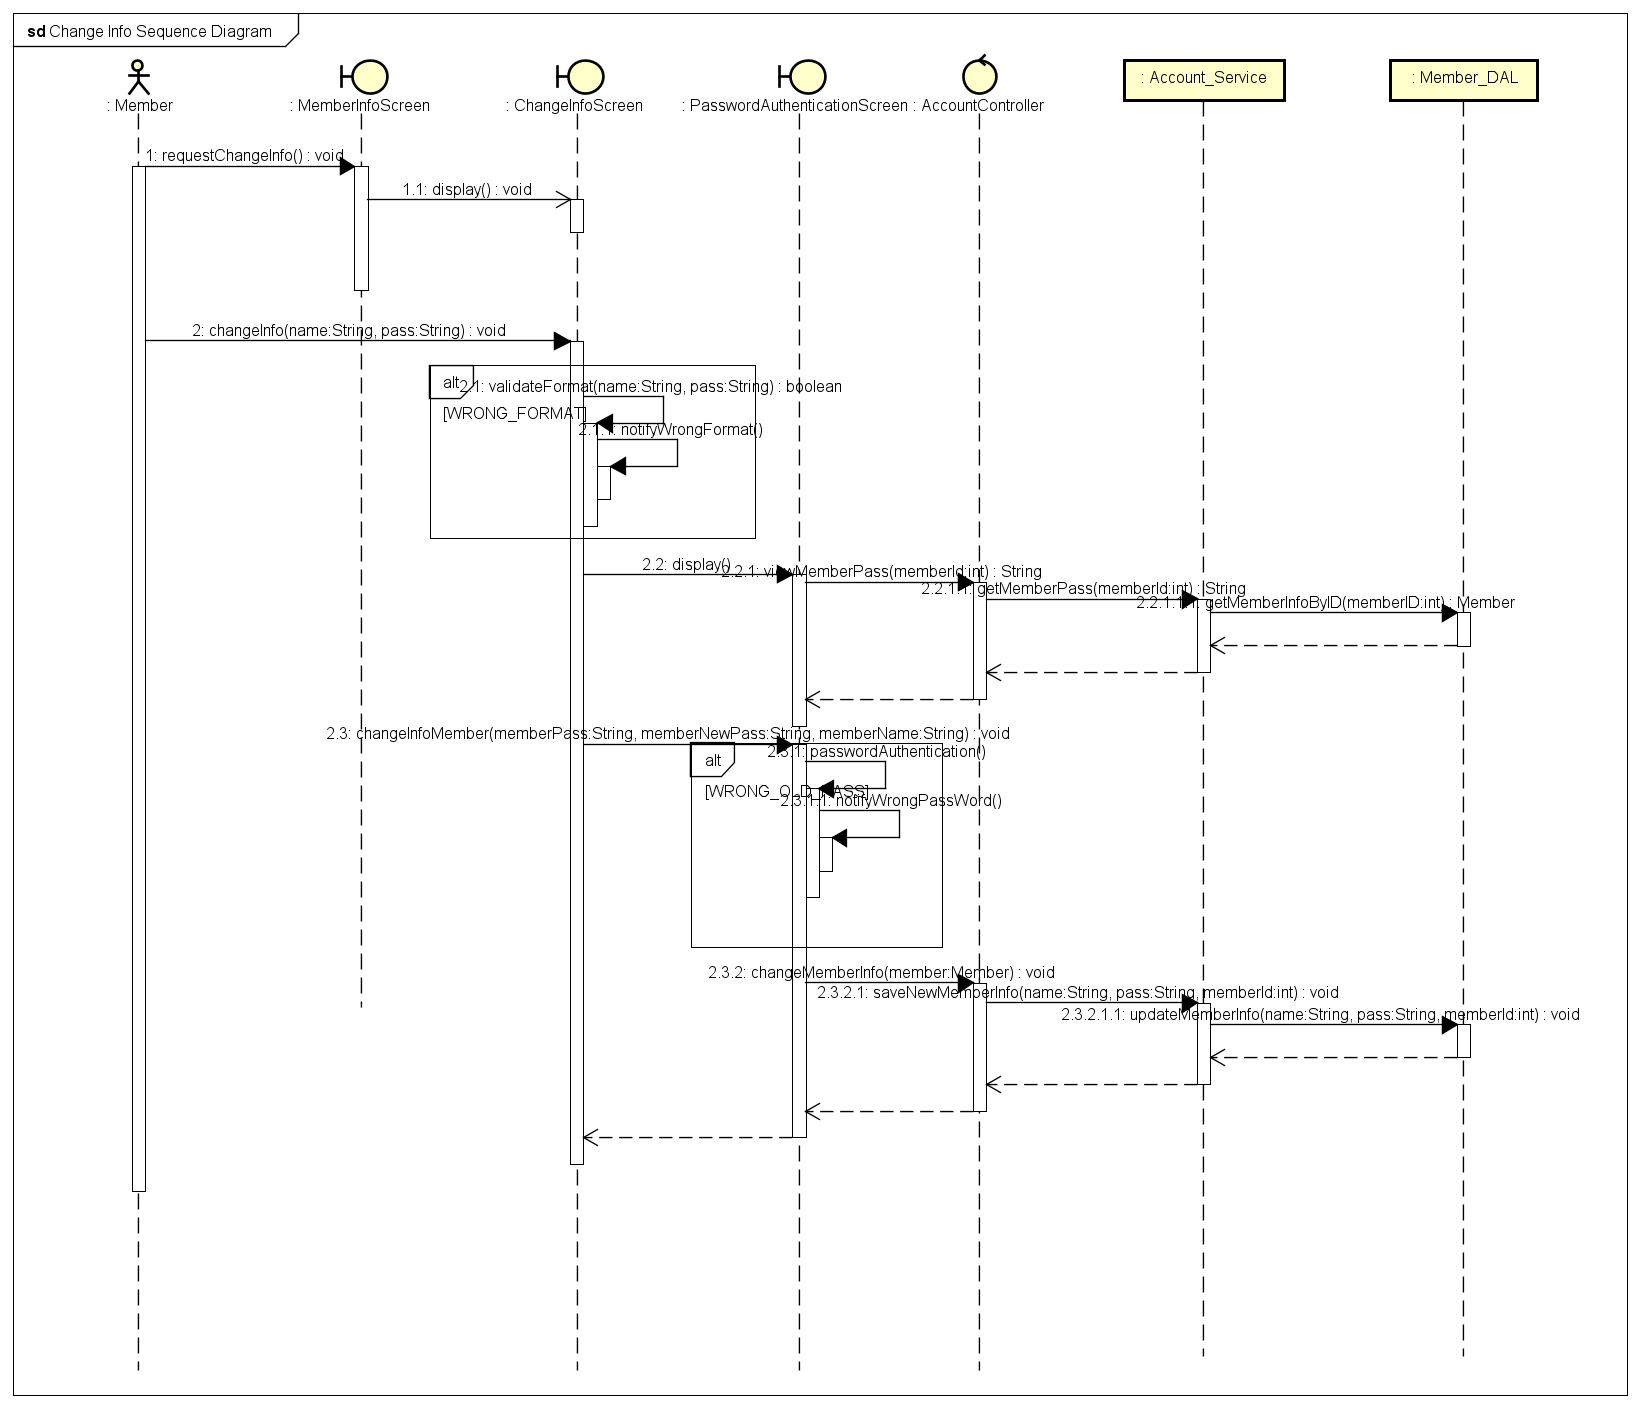 sd Change Info Sequence Diagram
: Member
: MemberInfoScreen
: ChangeInfoScreen
: PasswordAuthenticationScreen
: AccountController
: Account_Service
: Member_DAL
1: requestChangeInfo() : void
1.1: display() : void
2: changeInfo(name:String, pass:String) : void
alt
2.1: validateFormat(name:String, pass:String) : boolean
[WRONG_FORMAT]
2.1.1: notifyWrongFormat()
2.2: display()
2.2.1: viewMemberPass(memberId:int) : String
2.2.1.1: getMemberPass(memberId:int) : String
2.2.1.1.1: getMemberInfoByID(memberID:int) : Member
2.3: changeInfoMember(memberPass:String, memberNewPass:String, memberName:String) : void
alt
2.3.1: passwordAuthentication()
[WRONG_OLD_PASS]
2.3.1.1: notifyWrongPassWord()
2.3.2: changeMemberInfo(member:Member) : void
2.3.2.1: saveNewMemberInfo(name:String, pass:String, memberId:int) : void
2.3.2.1.1: updateMemberInfo(name:String, pass:String, memberId:int) : void